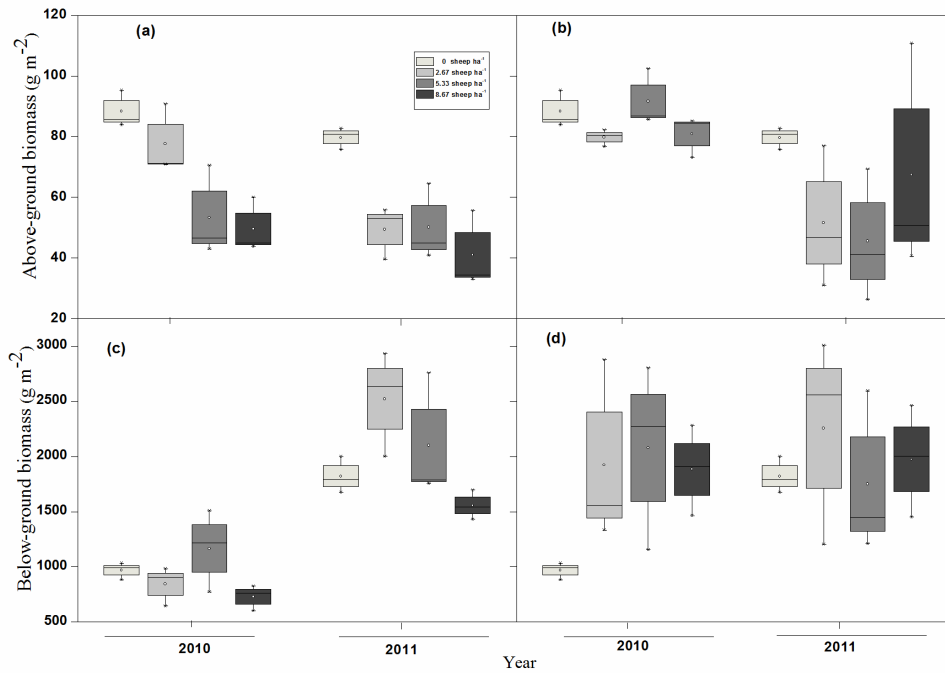 120
100
80
60
40
20
Above-ground biomass (g m-2)
(a)
0 sheep ha-1
2.67 sheep ha-1
5.33 sheep ha-1
8.67 sheep ha-1
(b)
3000
2500
2000
1500
1000
500
Below-ground biomass (g m-2)
(c)
(d)
2010
2011
2010
2011
Year